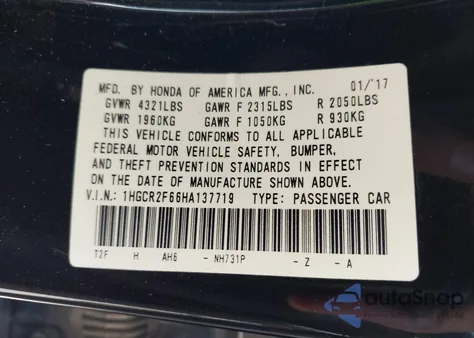 MFD. BY HONDA OF AMERICA MFG., INC. 01/'17
GVWR 4321LBS GAWR F 2315LBS R 2050LBS
GVWR 1960KG GAWR F 1050KG R 930KG
THIS VEHICLE CONFORMS TO ALL APPLICABLE
FEDERAL MOTOR VEHICLE SAFETY, BUMPER,
AND THEFT PREVENTION STANDARDS IN EFFECT
ON THE DATE OF MANUFACTURE SHOWN ABOVE.
V.I.N.: 1HGCR2F66HA137719 TYPE: PASSENGER CAR
T2F H AH6 - NH731P - Z - A
autoSnap